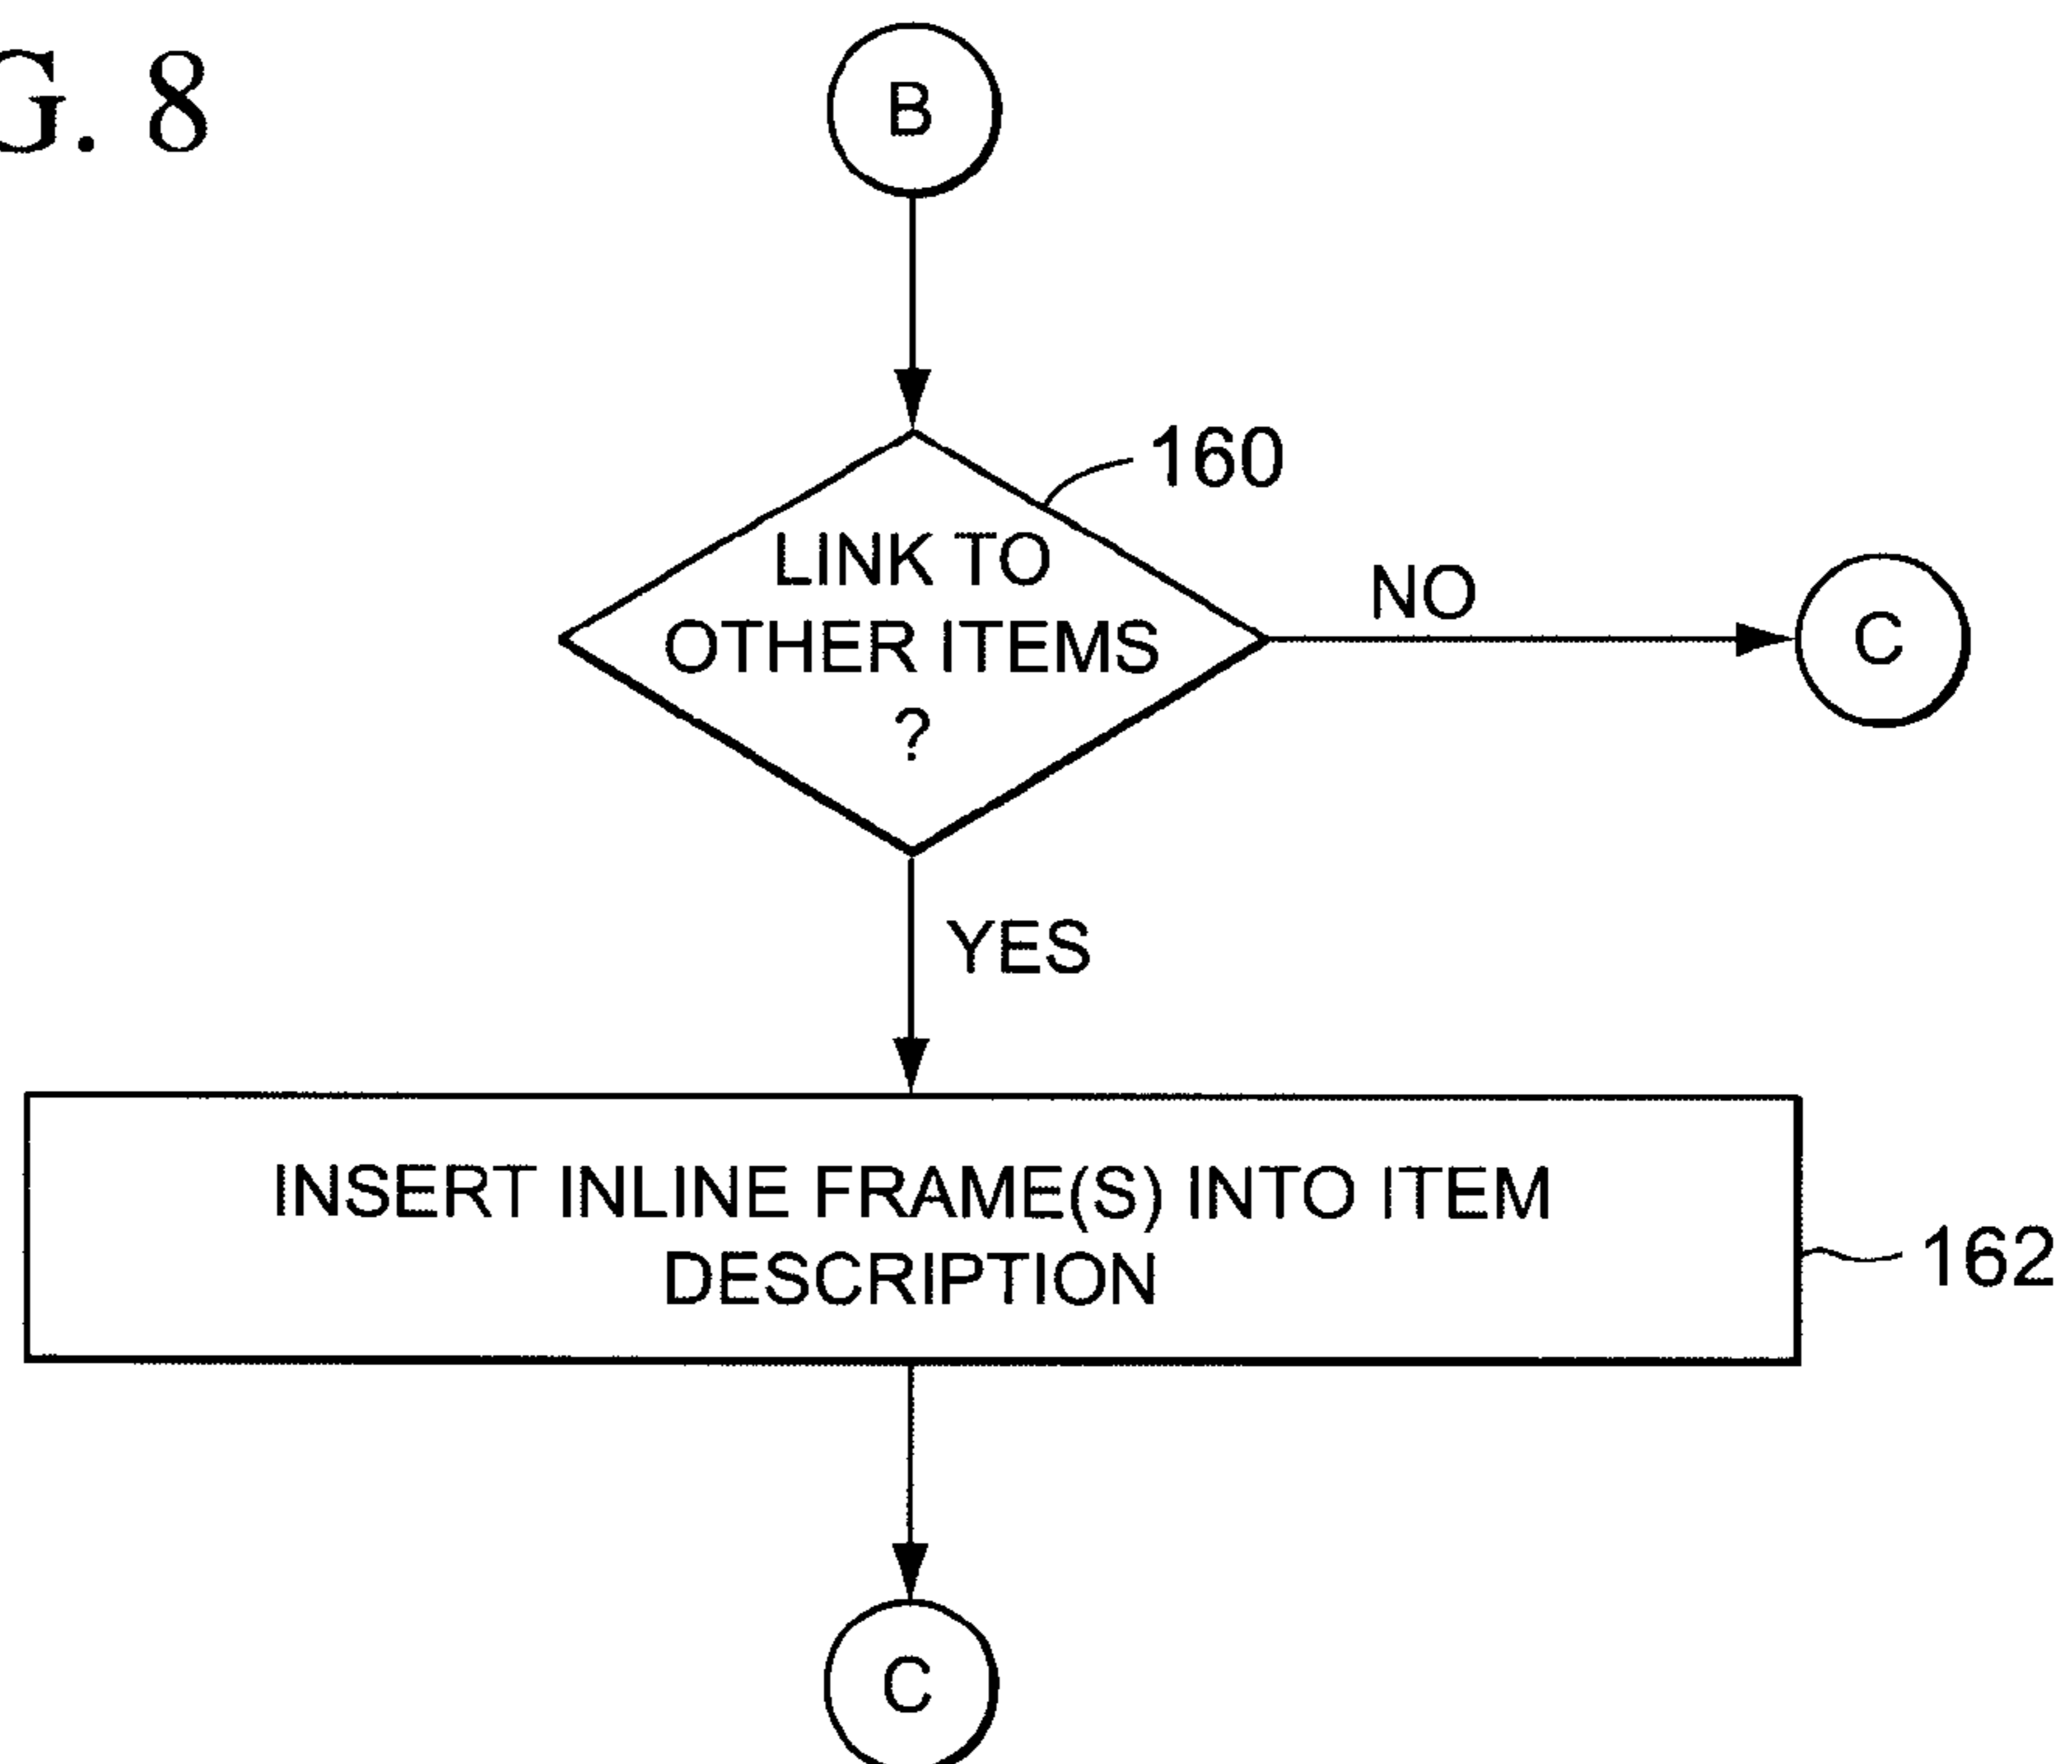 G. 8
B
160
LINK TO
OTHER ITEMS
?
NO
C
YES
INSERT INLINE FRAME(S) INTO ITEM
DESCRIPTION
162
C